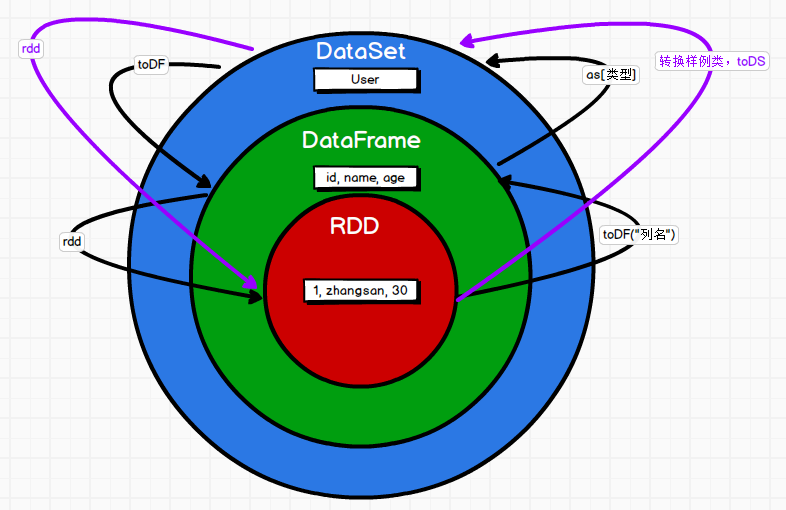 DataSet
User
rdd
toDF
as[类型]
转换样例类，toDS
DataFrame
id, name, age
RDD
rdd
toDF("列名")
1, zhangsan, 30